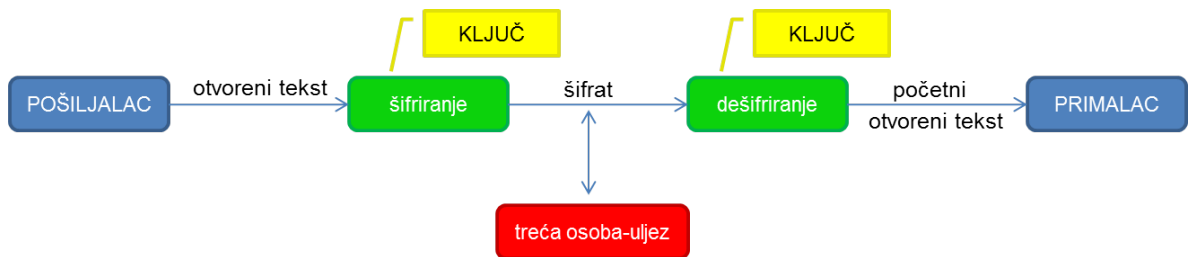 KLJUČ
KLJUČ
POŠILJALAC
otvoreni tekst
šifriranje
šifrat
dešifriranje
početni
otvoreni tekst
PRIMALAC
treća osoba-uljez